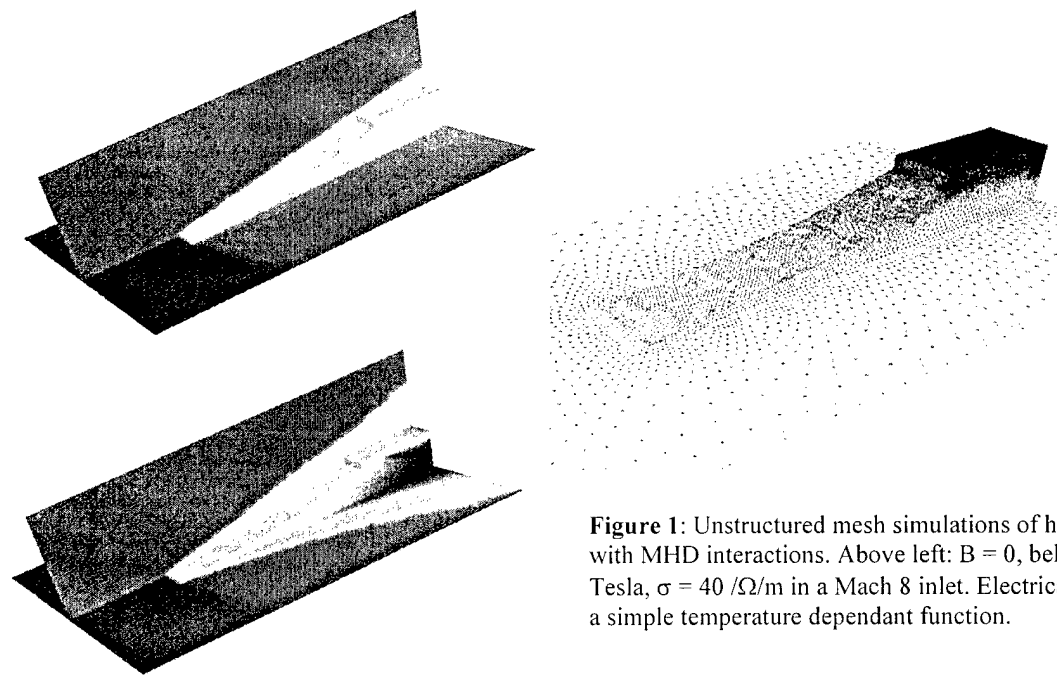 Figure 1: Unstructured mesh simulations of h
with MHD interactions. Above left: B = 0, bel
Tesla, σ = 40 /Ω/m in a Mach 8 inlet. Electric
a simple temperature dependant function.